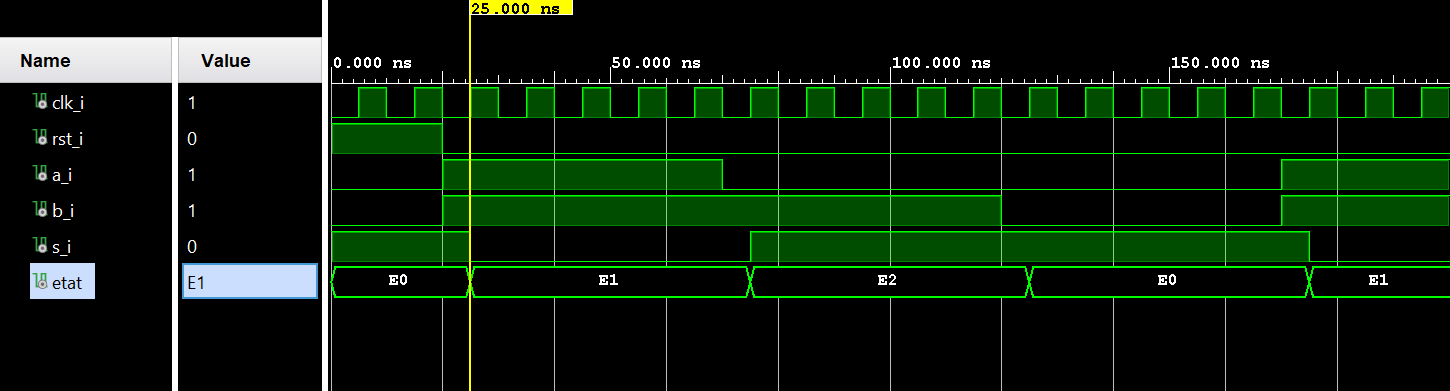 25.000 ns
Name Value
0.000 ns 50.000 ns 100.000 ns 150.000 ns
clk_i 1
rst_i 0
a_i 1
b_i 1
s_i 0
etat E1 E0 E1 E2 E0 E1